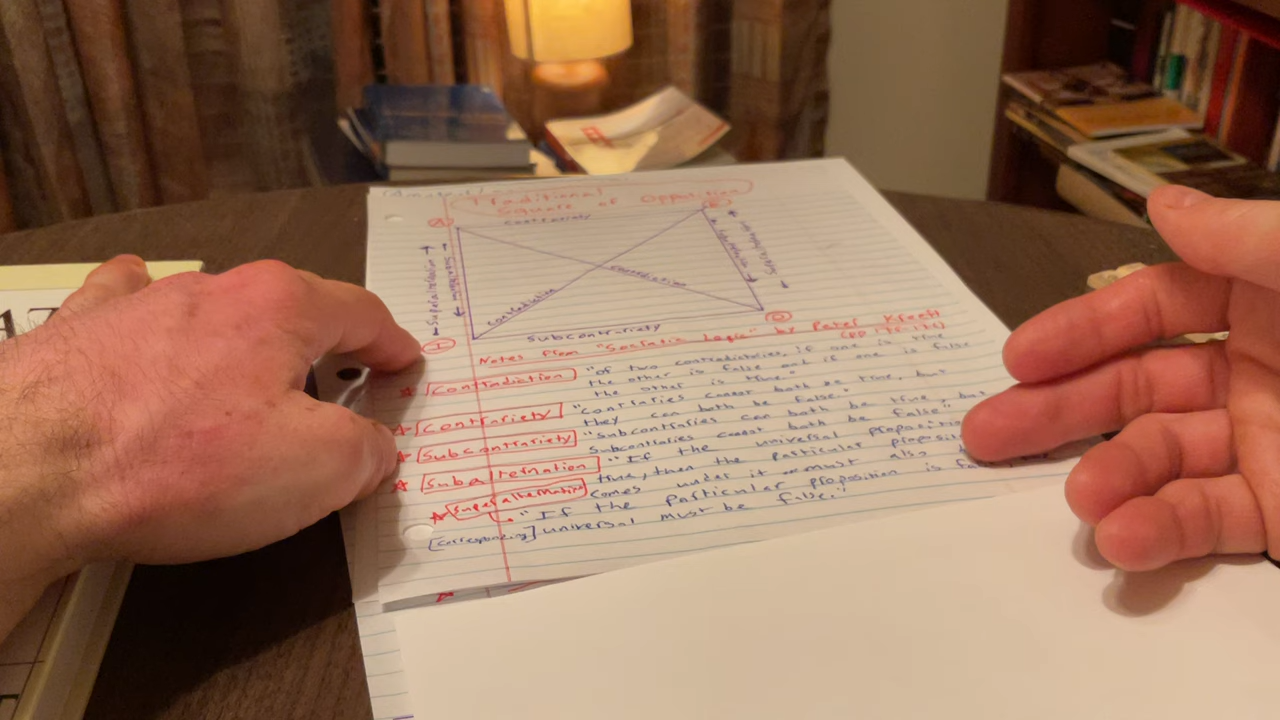 Traditional
Square of Opposition
A
contrariety
E
superalternation
subalternation
contradiction
contradiction
subalternation
superalternation
I
subcontrariety
O
Notes from "Socratic Logic" by Peter Kreeft
Contradiction "of two contradictories, if one is true
the other is false and if one is false
the other is true."
Contrariety "contraries cannot both be true, but
they can both be false."
Subcontrariety "subcontraries can both be true, but
subcontraries cannot both be false"
Subalternation "If the universal proposition
true, then the particular proposition
comes under it must also
Superalternation
"If the particular proposition is false, the
[corresponding] universal must be false."